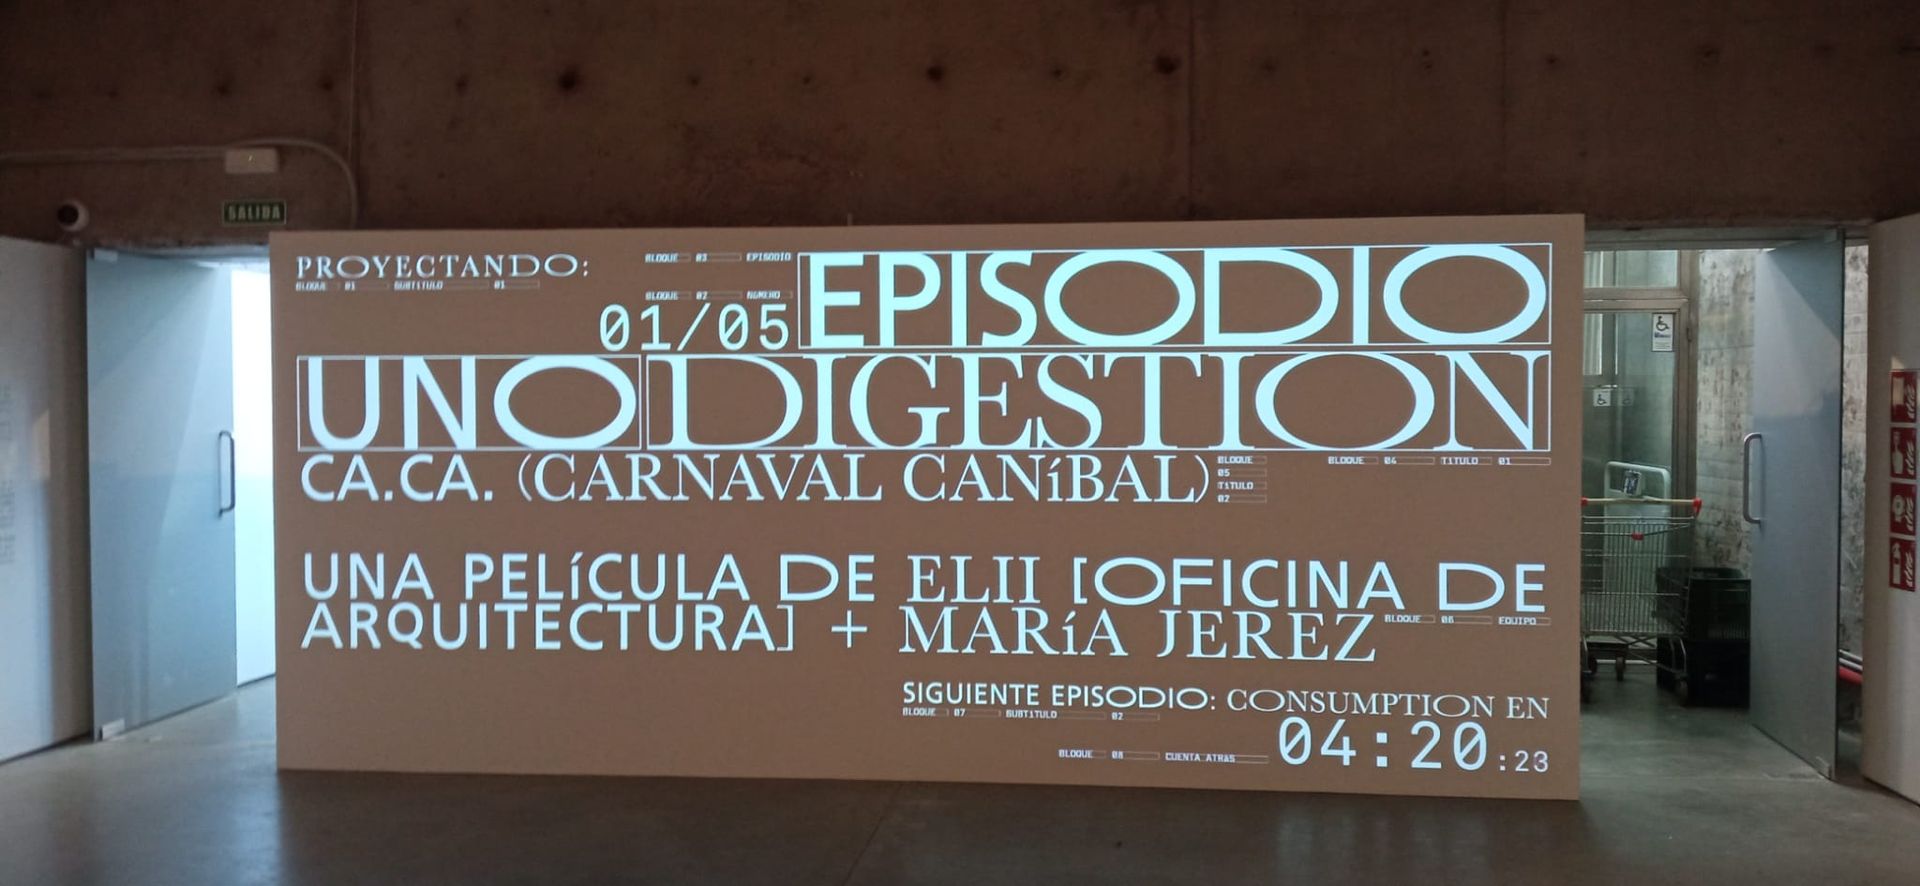 SALIDA
PROYECTANDO:
BLOQUE 01 SUBTITULO 01
BLOQUE 03 EPISODIO
EPISODIO
BLOQUE 02 NUMERO
01/05
UNO DIGESTION
CA.CA. (CARNAVAL CANíBAL)
BLOQUE
05
TITULO
02
BLOQUE 04 TITULO 01
UNA PELíCULA DE ELII [OFICINA DE
ARQUITECTURA] + MARíA JEREZ
BLOQUE 06 EQUIPO
SIGUIENTE EPISODIO: CONSUMPTION EN
BLOQUE 07 SUBTITULO 02
BLOQUE 08 CUENTA ATRAS
04:20:23